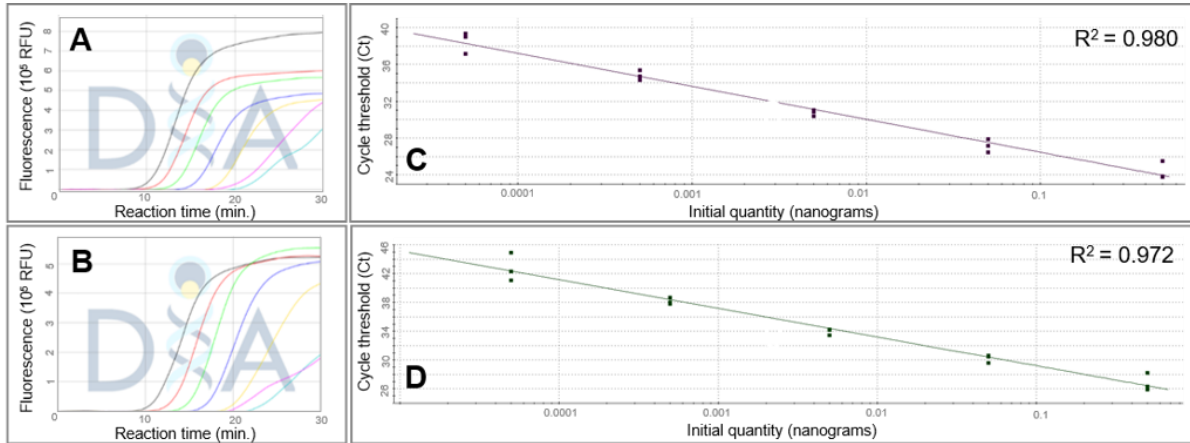 A
Fluorescence (10⁵ RFU)
8
7
6
5
4
3
2
1
DNA
10
20
30
Reaction time (min.)
C
R² = 0.980
Cycle threshold (Ct)
40
36
32
28
24
0.0001
0.001
0.01
0.1
Initial quantity (nanograms)
B
Fluorescence (10⁵ RFU)
5
4
3
2
1
DNA
10
20
30
Reaction time (min.)
D
R² = 0.972
Cycle threshold (Ct)
46
42
38
34
30
26
0.0001
0.001
0.01
0.1
Initial quantity (nanograms)